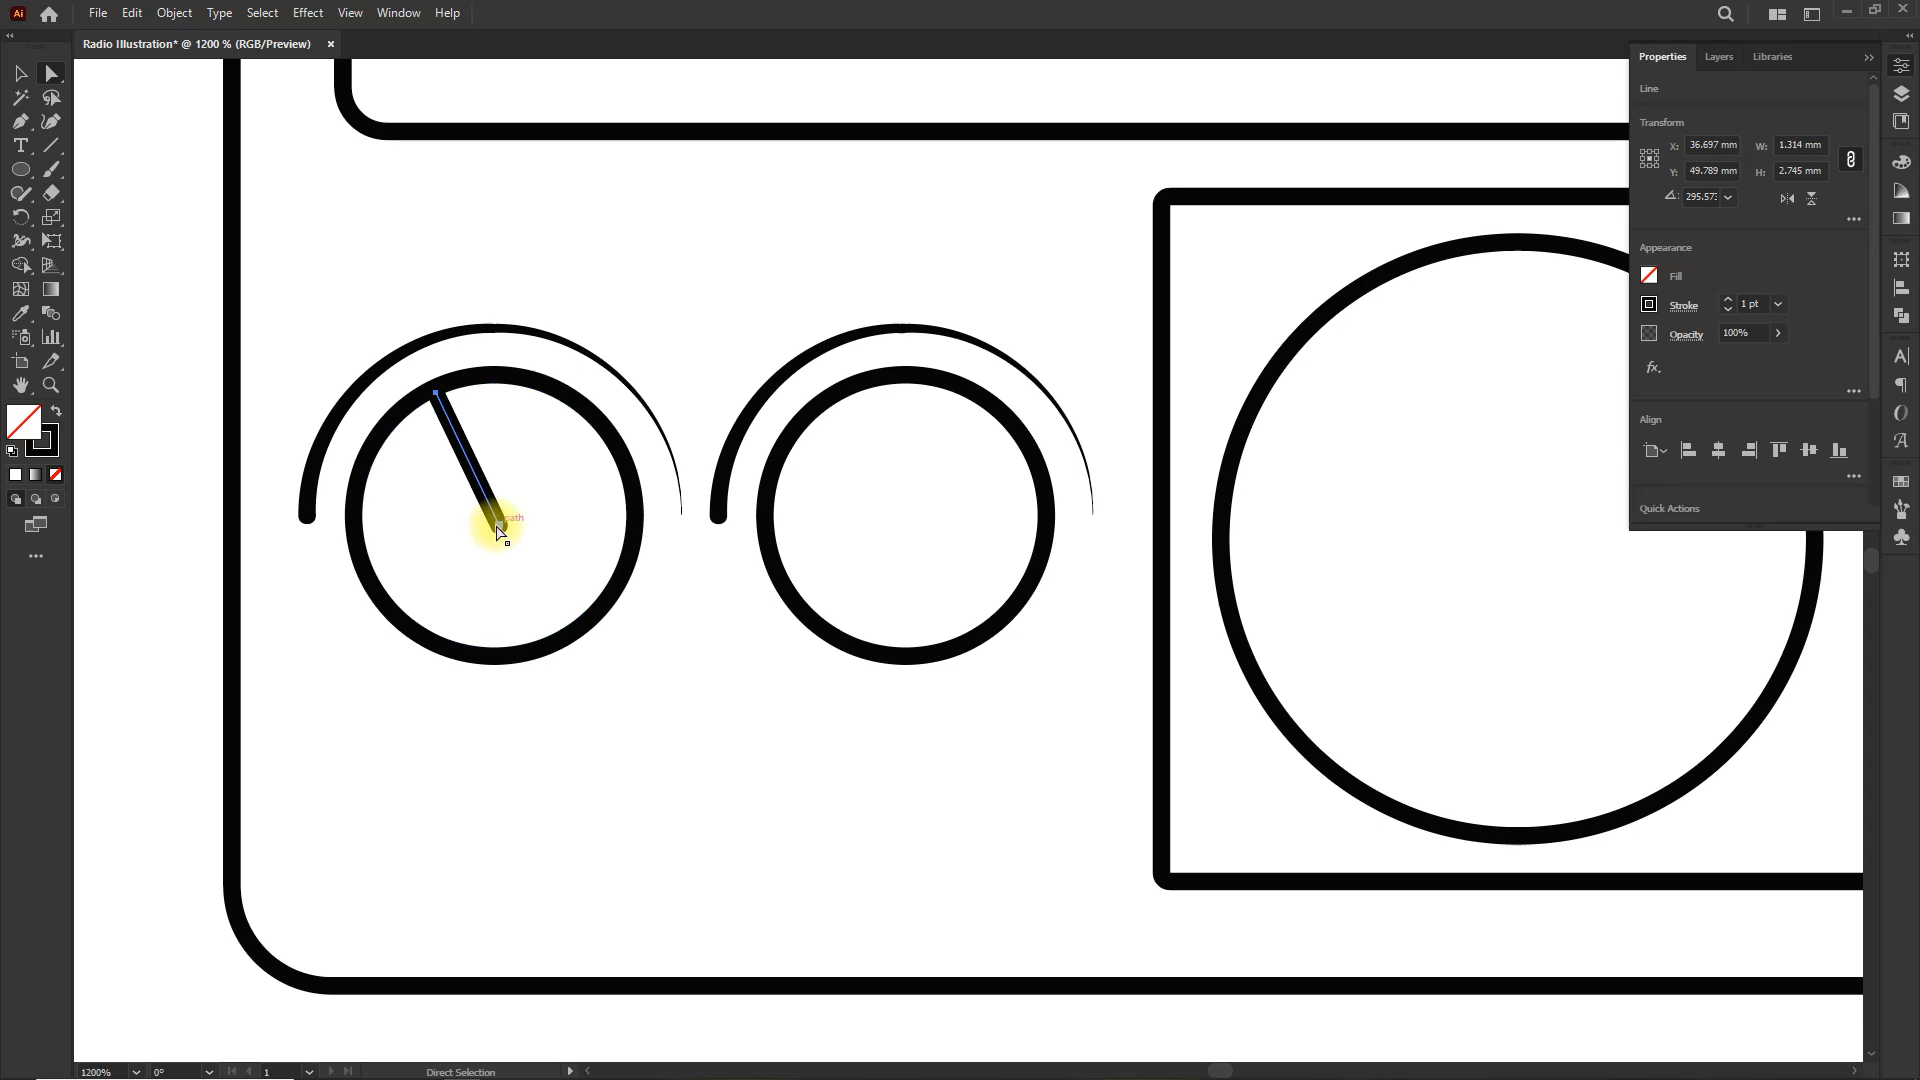 Ai File Edit Object Type Select Effect View Window Help
Radio Illustration* @ 1200 % (RGB/Preview)
Properties Layers Libraries
Line
Transform
X: 36.697 mm W: 1.314 mm
Y: 49.789 mm H: 2.745 mm
295.573
Appearance
Fill
Stroke 1 pt
Opacity 100%
fx.
Align
Quick Actions
path
1200% 0° 1 Direct Selection